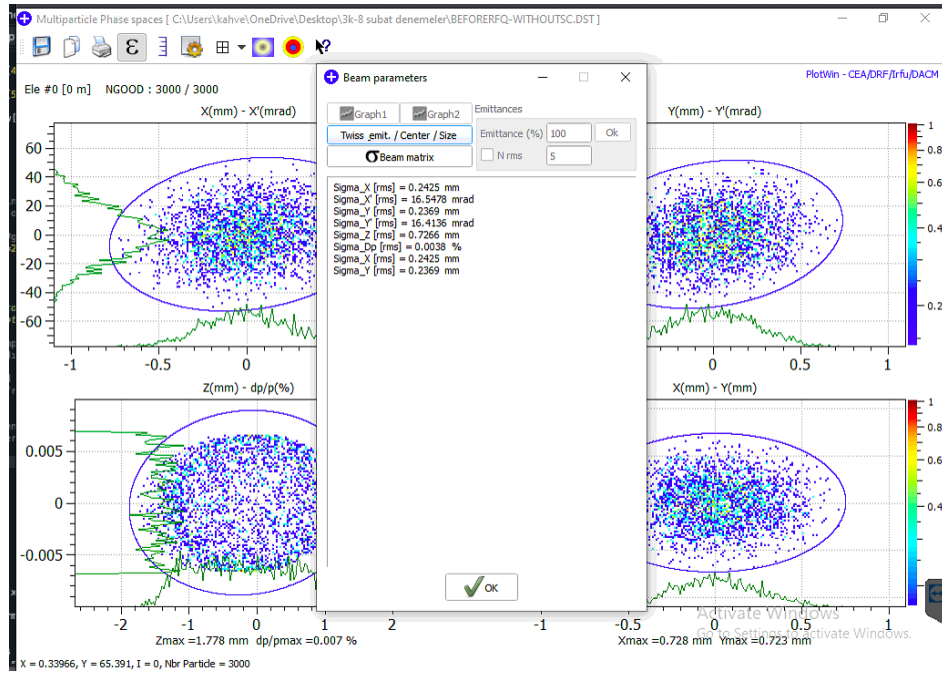 Multiparticle Phase spaces [ C:\Users\kahve\OneDrive\Desktop\3k-8 subat denemeler\BEFORERFQ-WITHOUTSC.DST ]
ε
Beam parameters
PlotWin - CEA/DRF/Irfu/DACM
Ele #0 [0 m] NGOOD : 3000 / 3000
X(mm) - X'(mrad)
Y(mm) - Y'(mrad)
Graph1
Graph2
Emittances
Twiss emit. / Center / Size
Emittance (%)
100
Ok
σBeam matrix
N rms
5
Sigma_X [rms] = 0.2425 mm
Sigma_X' [rms] = 16.5478 mrad
Sigma_Y [rms] = 0.2369 mm
Sigma_Y' [rms] = 16.4136 mrad
Sigma_Z [rms] = 0.7266 mm
Sigma_Dp [rms] = 0.0038 %
Sigma_X [rms] = 0.2425 mm
Sigma_Y [rms] = 0.2369 mm
60
40
20
0
-20
-40
-60
-1
-0.5
0
0
0.5
1
1
0.8
0.6
0.4
0.2
Z(mm) - dp/p(%)
X(mm) - Y(mm)
0.005
0
-0.005
1
0.8
0.6
0.4
OK
-2
-1
0
1
2
-1
-0.5
0
0.5
1
Zmax =1.778 mm dp/pmax =0.007 %
Xmax =0.728 mm Ymax =0.723 mm
Activate Windows
Go to Settings to activate Windows.
X = 0.33966, Y = 65.391, I = 0, Nbr Particle = 3000